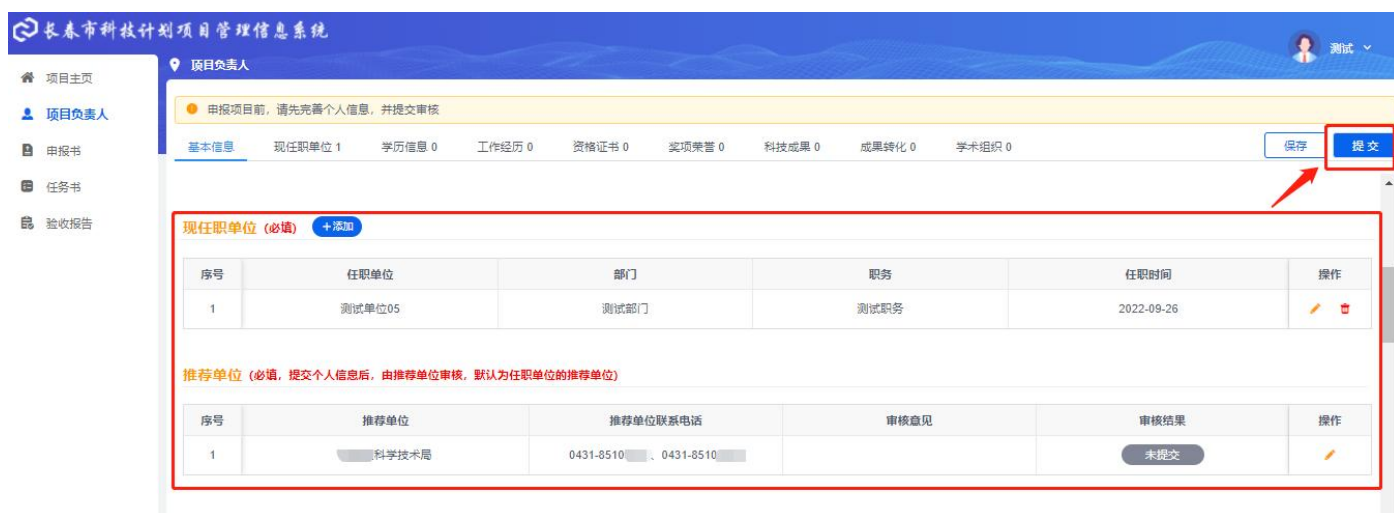 长春市科技计划项目管理信息系统
测试
项目负责人
项目主页
项目负责人
申报书
任务书
验收报告
申报项目前，请先完善个人信息，并提交审核
基本信息 现任职单位 1 学历信息 0 工作经历 0 资格证书 0 奖项荣誉 0 科技成果 0 成果转化 0 学术组织 0 保存 提交
现任职单位 (必填) +添加
序号 任职单位 部门 职务 任职时间 操作
1 测试单位05 测试部门 测试职务 2022-09-26
推荐单位 (必填，提交个人信息后，由推荐单位审核，默认为任职单位的推荐单位)
序号 推荐单位 推荐单位联系电话 审核意见 审核结果 操作
1 科学技术局 0431-8510 、0431-8510 未提交